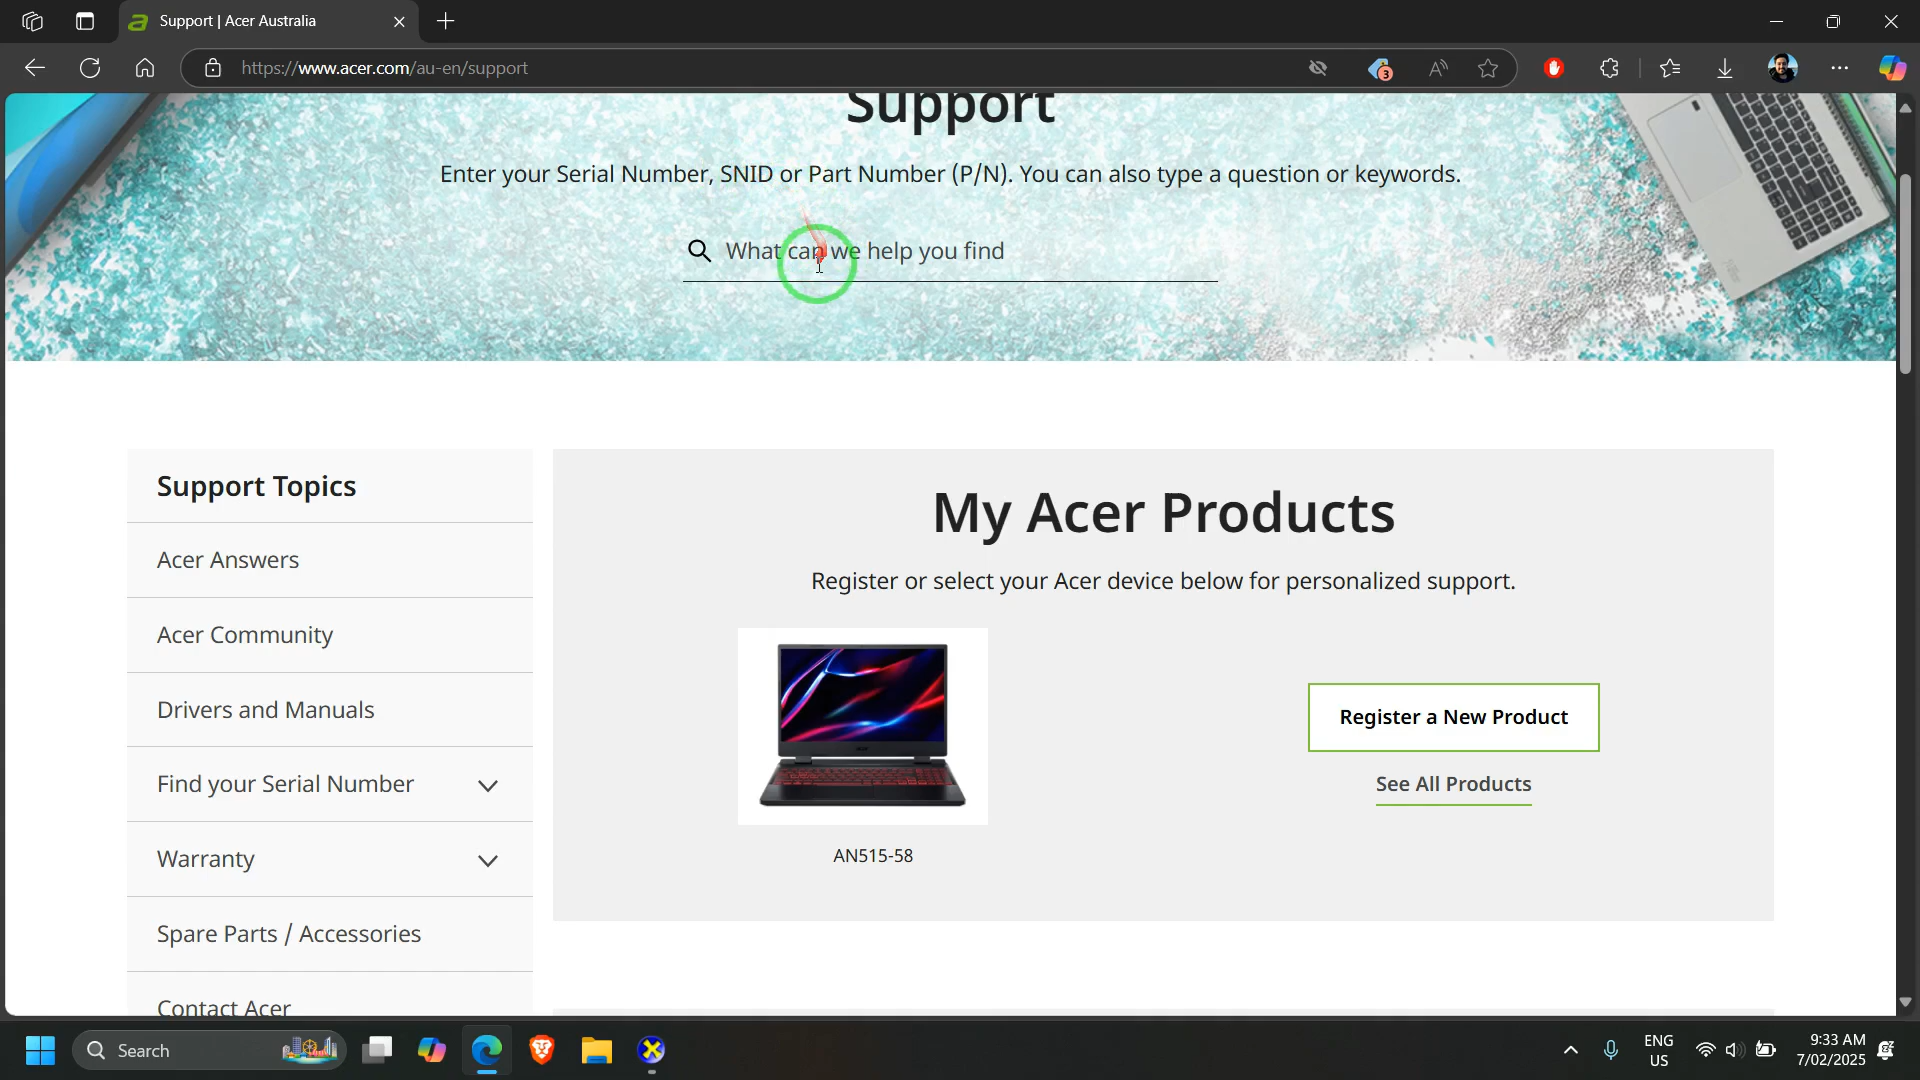 Support | Acer Australia
https://www.acer.com/au-en/support
3
A
Support
Enter your Serial Number, SNID or Part Number (P/N). You can also type a question or keywords.
What can we help you find
Support Topics
Acer Answers
Acer Community
Drivers and Manuals
Find your Serial Number
Warranty
Spare Parts / Accessories
Contact Acer
My Acer Products
Register or select your Acer device below for personalized support.
AN515-58
Register a New Product
See All Products
Search
ENG
US
9:33 AM
7/02/2025